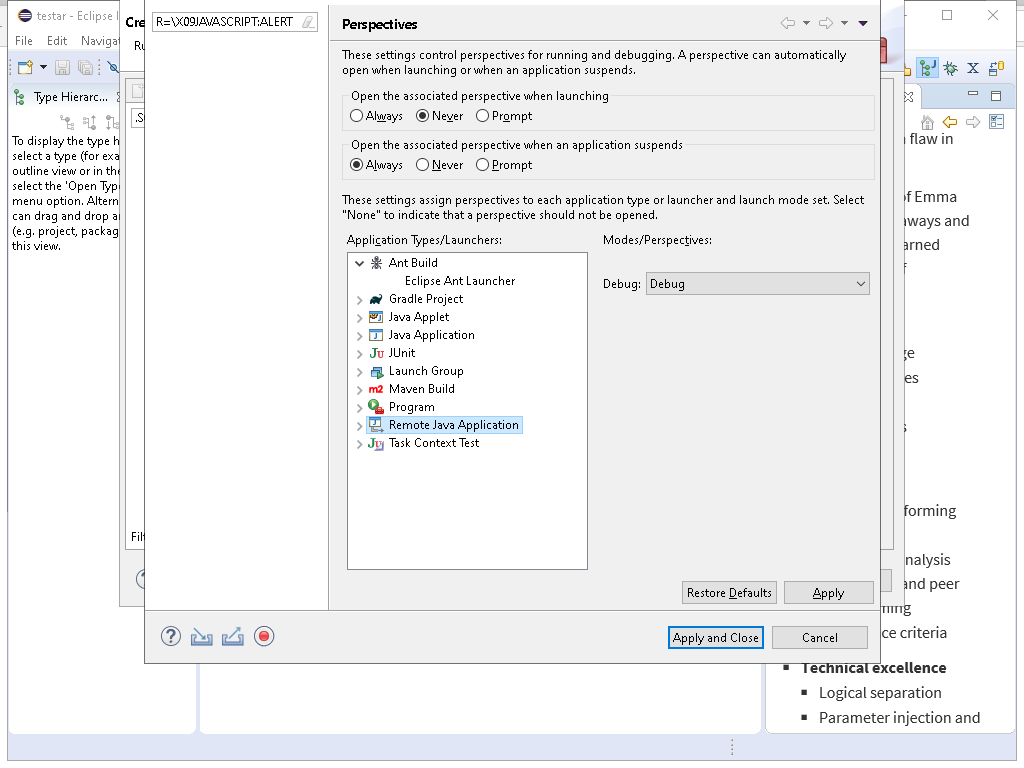 testar - Eclipse I
File Edit Navigat
Type Hierarc...
To display the type h
select a type (for exa
outline view or in the
select the 'Open Type
menu option. Altern
can drag and drop an
(e.g. project, packag
this view.
Cre
Ru
.S
Filt
R=\X09JAVASCRIPT:ALERT
Perspectives
These settings control perspectives for running and debugging. A perspective can automatically
open when launching or when an application suspends.
Open the associated perspective when launching
Always Never Prompt
Open the associated perspective when an application suspends
Always Never Prompt
These settings assign perspectives to each application type or launcher and launch mode set. Select
"None" to indicate that a perspective should not be opened.
Application Types/Launchers:
Modes/Perspectives:
Ant Build
Eclipse Ant Launcher
Gradle Project
Java Applet
Java Application
JUnit
Launch Group
Maven Build
Program
Remote Java Application
Task Context Test
Debug: Debug
Restore Defaults Apply
Apply and Close Cancel
flaw in
of Emma
aways and
arned
f
ge
es
s
forming
nalysis
and peer
ning
ce criteria
Technical excellence
Logical separation
Parameter injection and